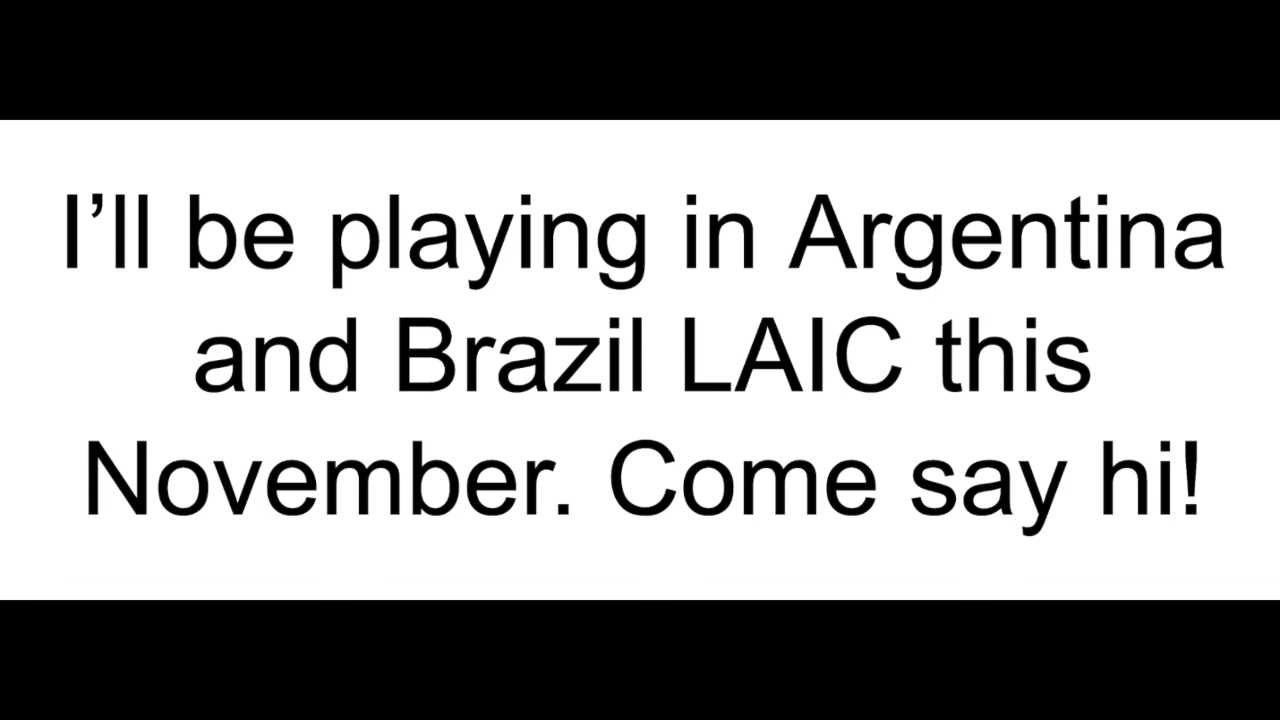 I’ll be playing in Argentina
and Brazil LAIC this
November. Come say hi!